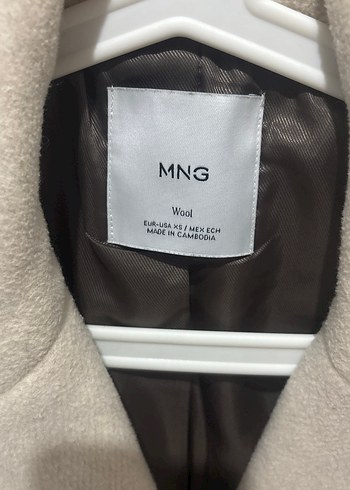 MNG
Wool
EUR-USA XS / MEX ECH
MADE IN CAMBODIA